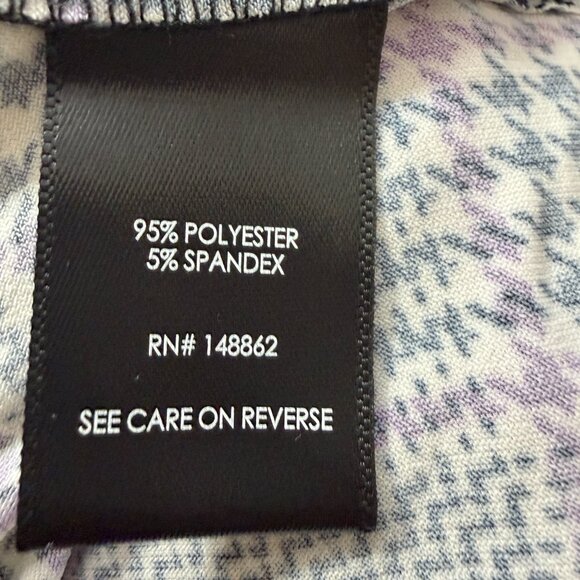 95% POLYESTER
5% SPANDEX
RN# 148862
SEE CARE ON REVERSE